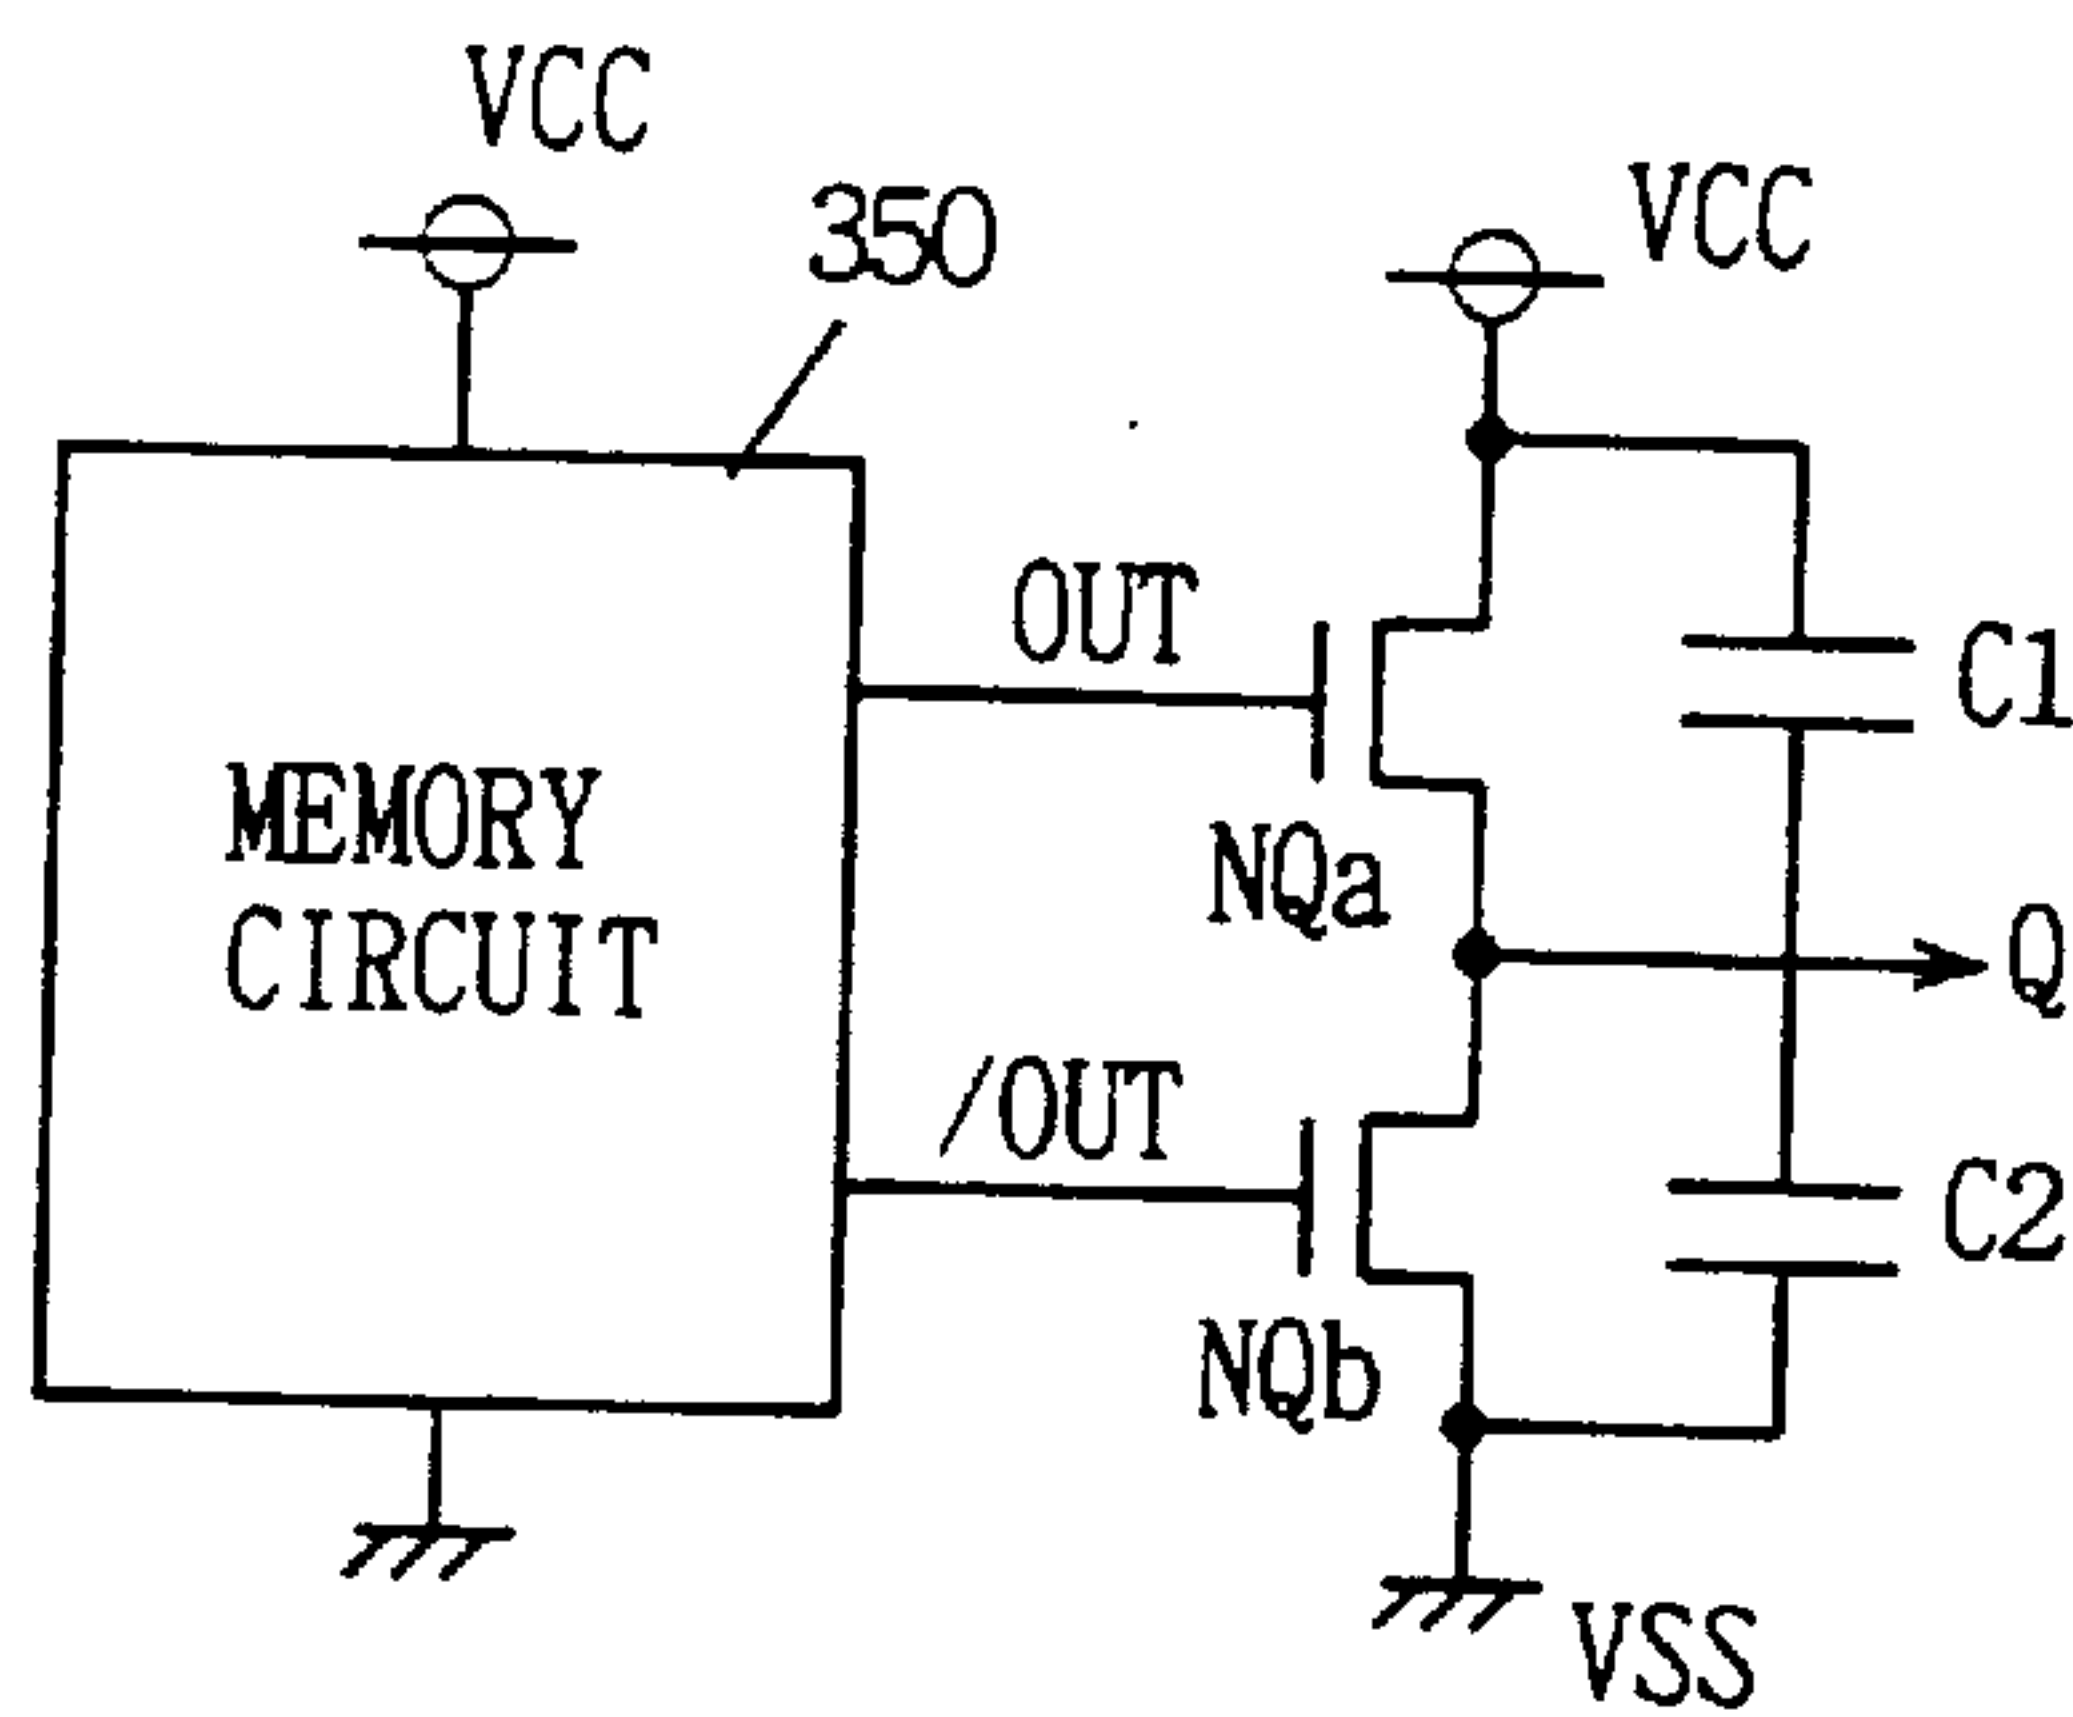 VCC
350
VCC
OUT
C1
MEMORY
CIRCUIT
NQa
Q
/OUT
C2
NQb
VSS